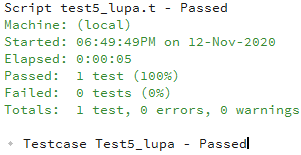 Script test5_lupa.t - Passed
Machine: (local)
Started: 06:49:49PM on 12-Nov-2020
Elapsed: 0:00:05
Passed: 1 test (100%)
Failed: 0 tests (0%)
Totals: 1 test, 0 errors, 0 warnings
Testcase Test5_lupa - Passed